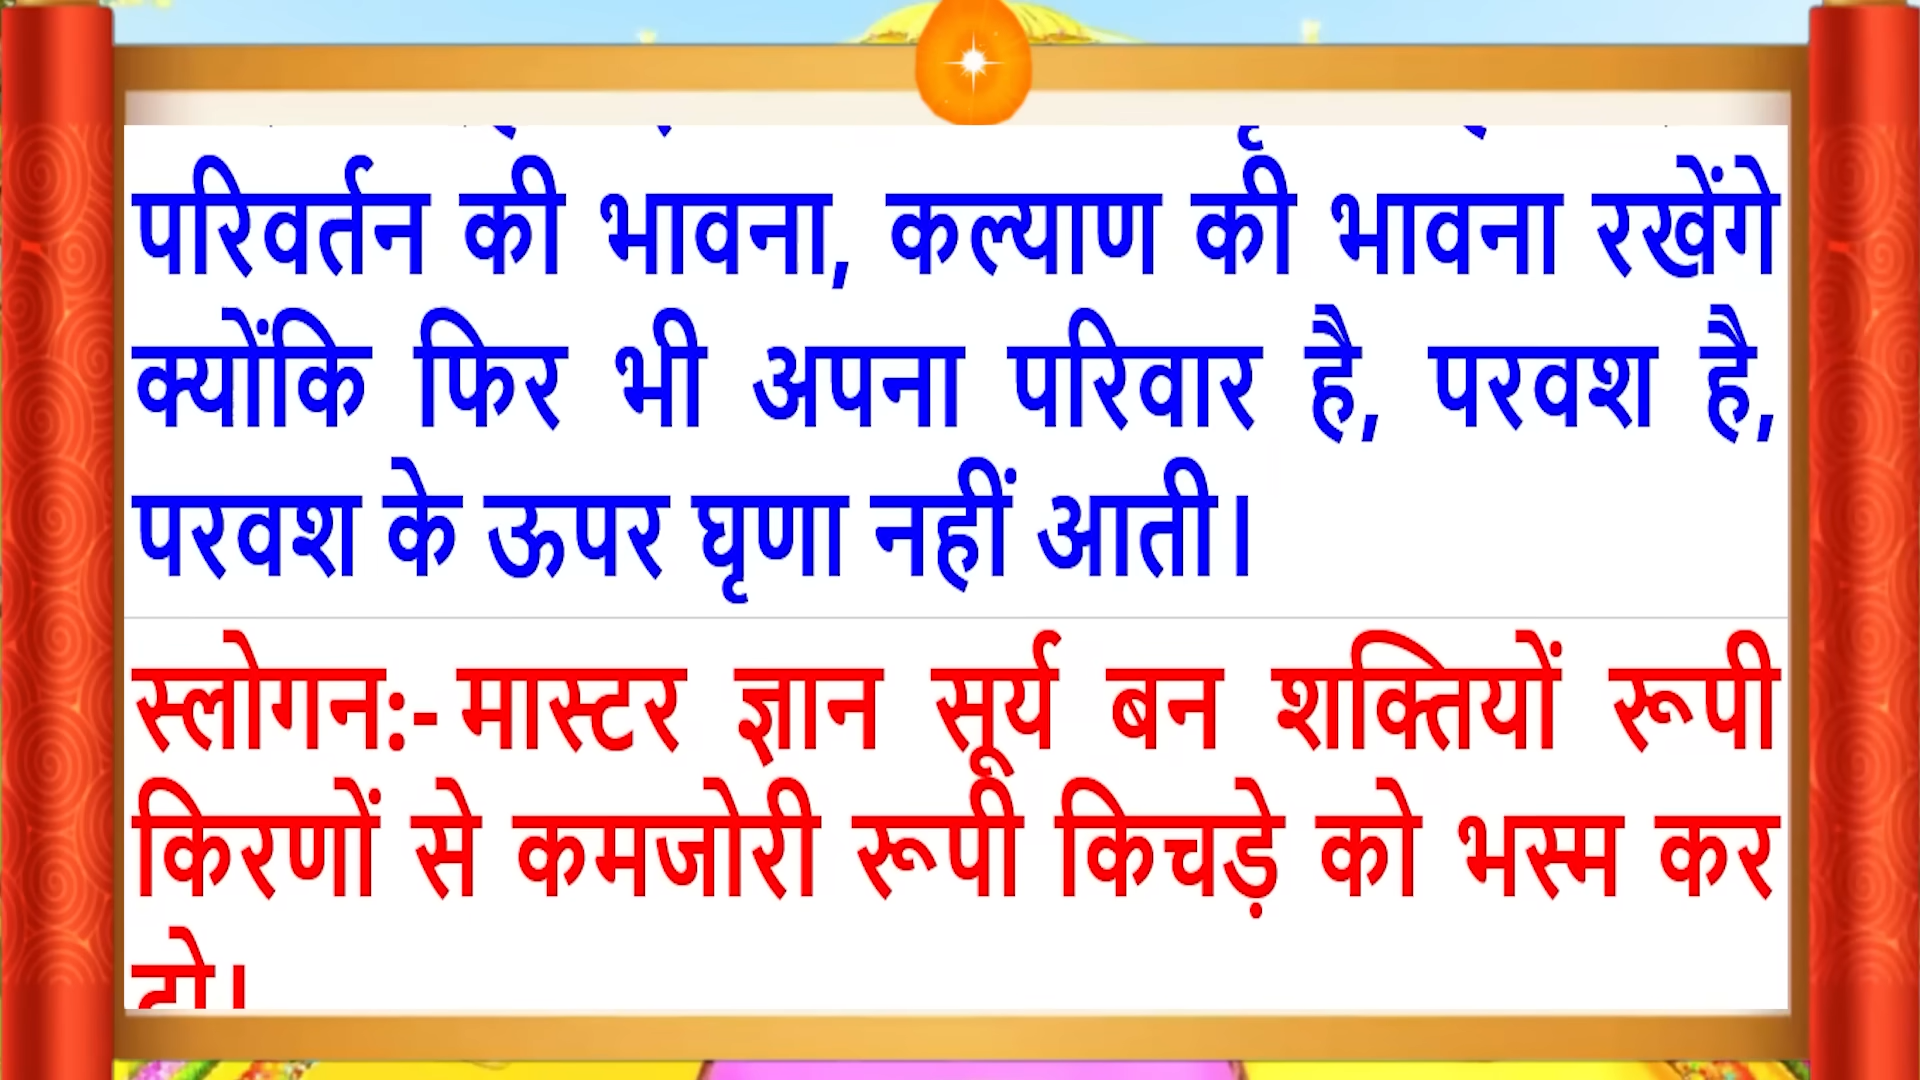 परिवर्तन की भावना, कल्याण की भावना रखेंगे
क्योंकि फिर भी अपना परिवार है, परवश है,
परवश के ऊपर घृणा नहीं आती।
स्लोगन:- मास्टर ज्ञान सूर्य बन शक्तियों रूपी
किरणों से कमजोरी रूपी किचड़े को भस्म कर
दो।